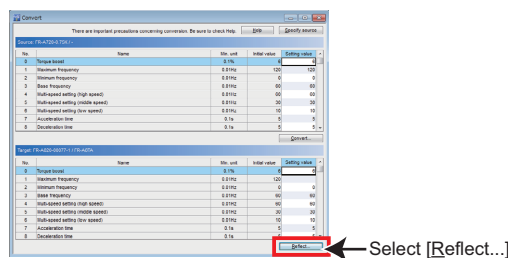 Convert
There are important precautions concerning conversion. Be sure to check Help. Help Specify source
Source: FR-A720-0.75K /-
No. Name Min. unit Initial value Setting value
0 Torque boost 0.1% 6 6
1 Maximum frequency 0.01Hz 120 120
2 Minimum frequency 0.01Hz 0 0
3 Base frequency 0.01Hz 60 60
4 Multi-speed setting (high speed) 0.01Hz 60 60
5 Multi-speed setting (middle speed) 0.01Hz 30 30
6 Multi-speed setting (low speed) 0.01Hz 10 10
7 Acceleration time 0.1s 5 5
8 Deceleration time 0.1s 5 5
Convert...
Target: FR-A820-00077-1 / FR-A8TA
No. Name Min. unit Initial value Setting value
0 Torque boost 0.1% 6 6
1 Maximum frequency 0.01Hz 120
2 Minimum frequency 0.01Hz 0 0
3 Base frequency 0.01Hz 60 60
4 Multi-speed setting (high speed) 0.01Hz 60 60
5 Multi-speed setting (middle speed) 0.01Hz 30 30
6 Multi-speed setting (low speed) 0.01Hz 10 10
7 Acceleration time 0.1s 5 5
8 Deceleration time 0.1s 5
Reflect...
Select [Reflect...]